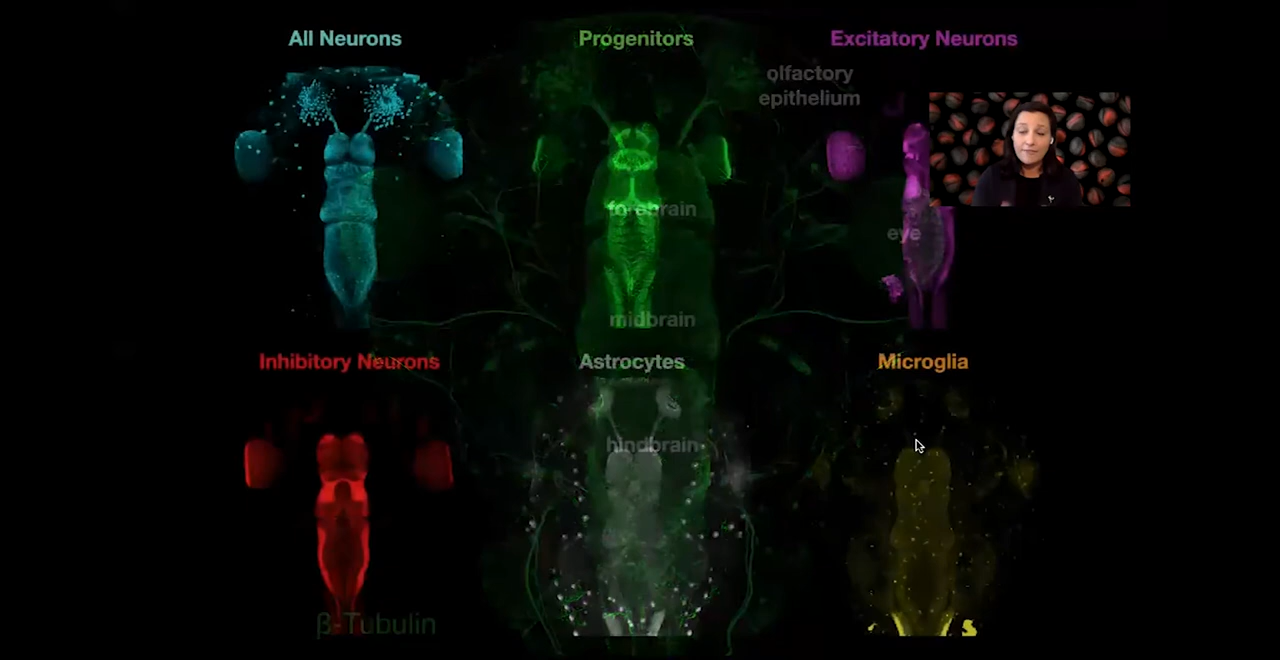 All Neurons
Progenitors
Excitatory Neurons
olfactory
epithelium
forebrain
eye
midbrain
Inhibitory Neurons
Astrocytes
Microglia
hindbrain
β-Tubulin